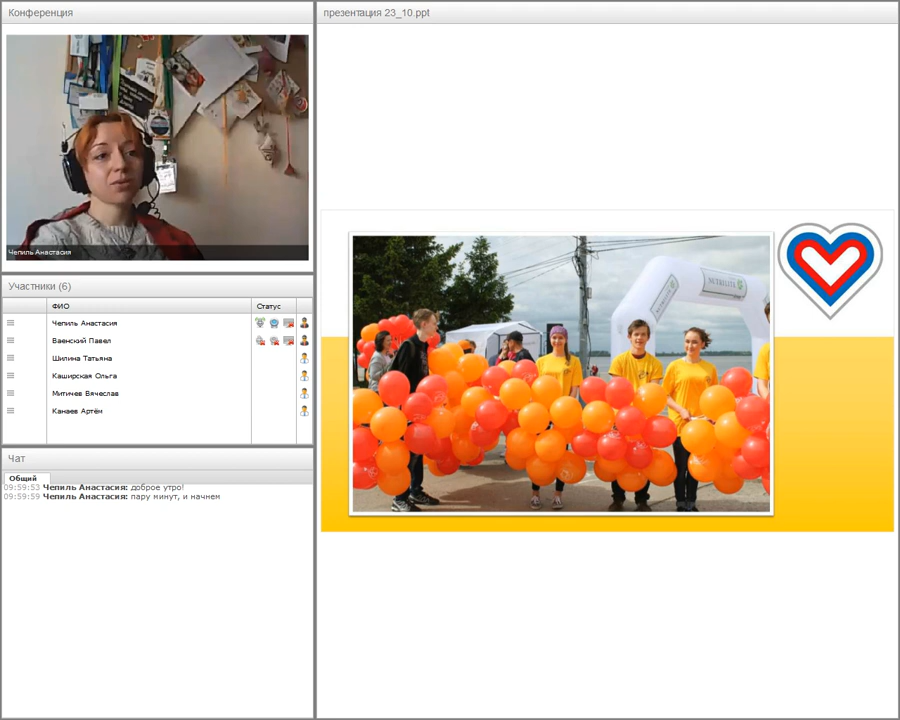 Конференция
Чепиль Анастасия
Участники (6)
ФИО Статус
Чепиль Анастасия
Ваенский Павел
Шилина Татьяна
Каширская Ольга
Митичев Вячеслав
Канаев Артём
Чат
Общий
09:59:53 Чепиль Анастасия: доброе утро!
09:59:59 Чепиль Анастасия: пару минут, и начнем
презентация 23_10.ppt
NUTRILITE
NUTRILITE